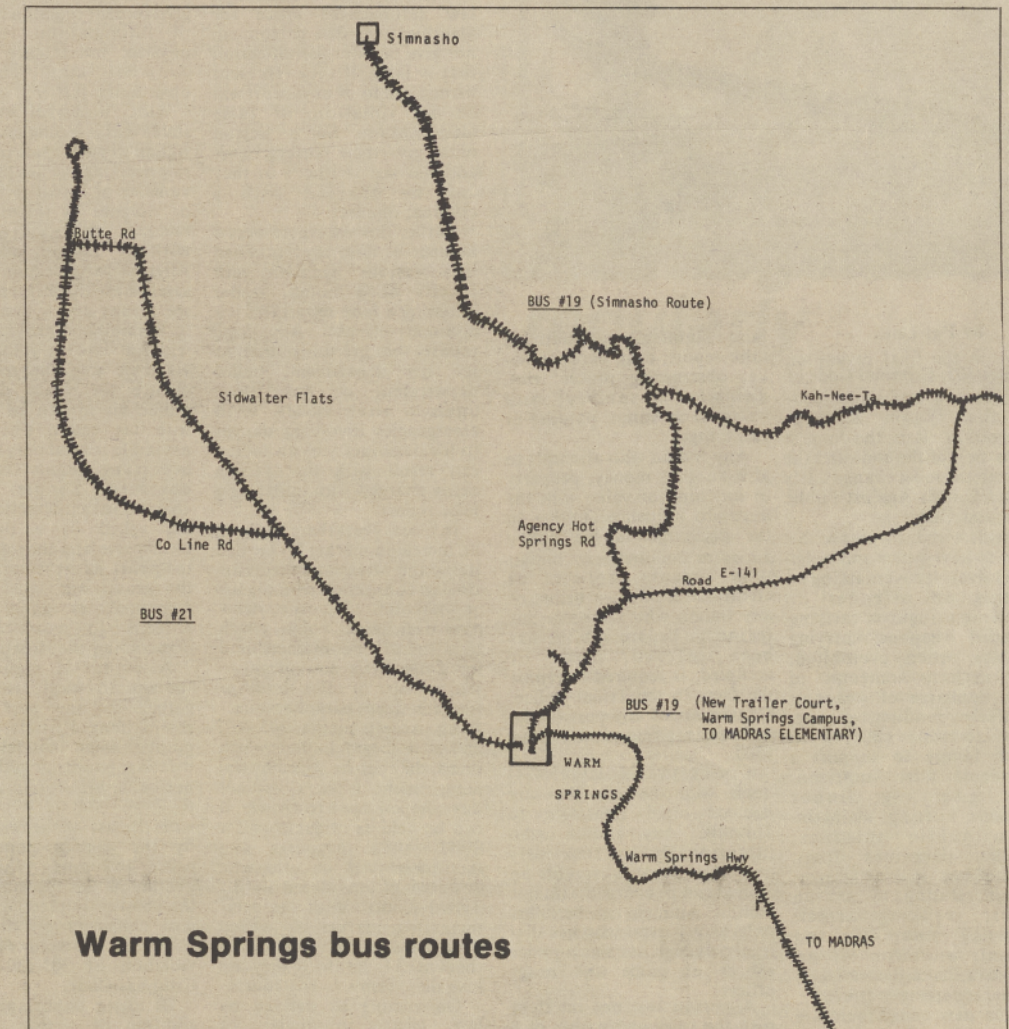 Simnasho
Butte Rd
BUS #19 (Simnasho Route)
Sidwalter Flats
Kah-Nee-Ta
Agency Hot
Springs Rd
Co Line Rd
Road E-141
BUS #21
BUS #19 (New Trailer Court,
Warm Springs Campus,
TO MADRAS ELEMENTARY)
WARM
SPRINGS
Warm Springs Hwy
TO MADRAS
Warm Springs bus routes